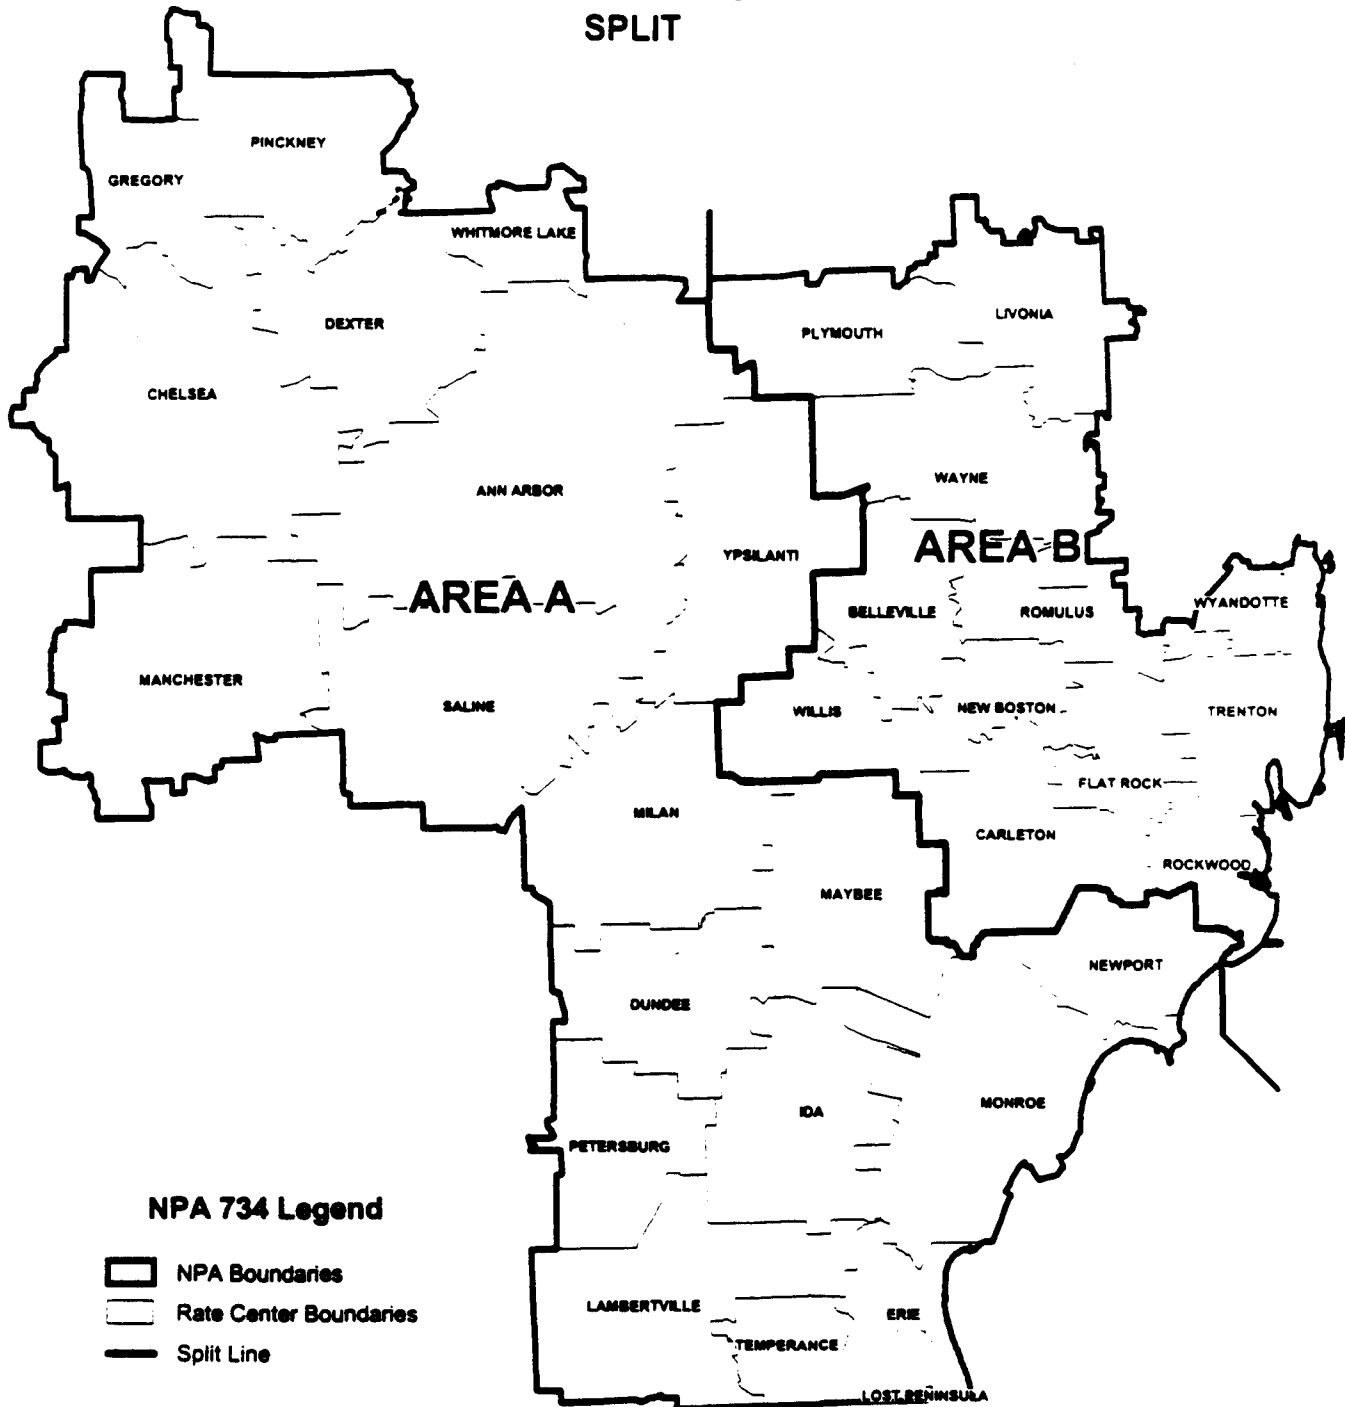 SPLIT
PINCKNEY
GREGORY
WHITMORE LAKE
DEXTER
PLYMOUTH
LIVONIA
CHELSEA
ANN ARBOR
WAYNE
YPSILANTI
AREA B
AREA A
BELLEVILLE
ROMULUS
WYANDOTTE
MANCHESTER
SALINE
WILLIS
NEW BOSTON
TRENTON
FLAT ROCK
MILAN
CARLETON
ROCKWOOD
MAYBEE
NEWPORT
DUNDEE
IDA
MONROE
PETERSBURG
NPA 734 Legend
NPA Boundaries
Rate Center Boundaries
Split Line
LAMBERTVILLE
ERIE
TEMPERANCE
LOST PENINSULA